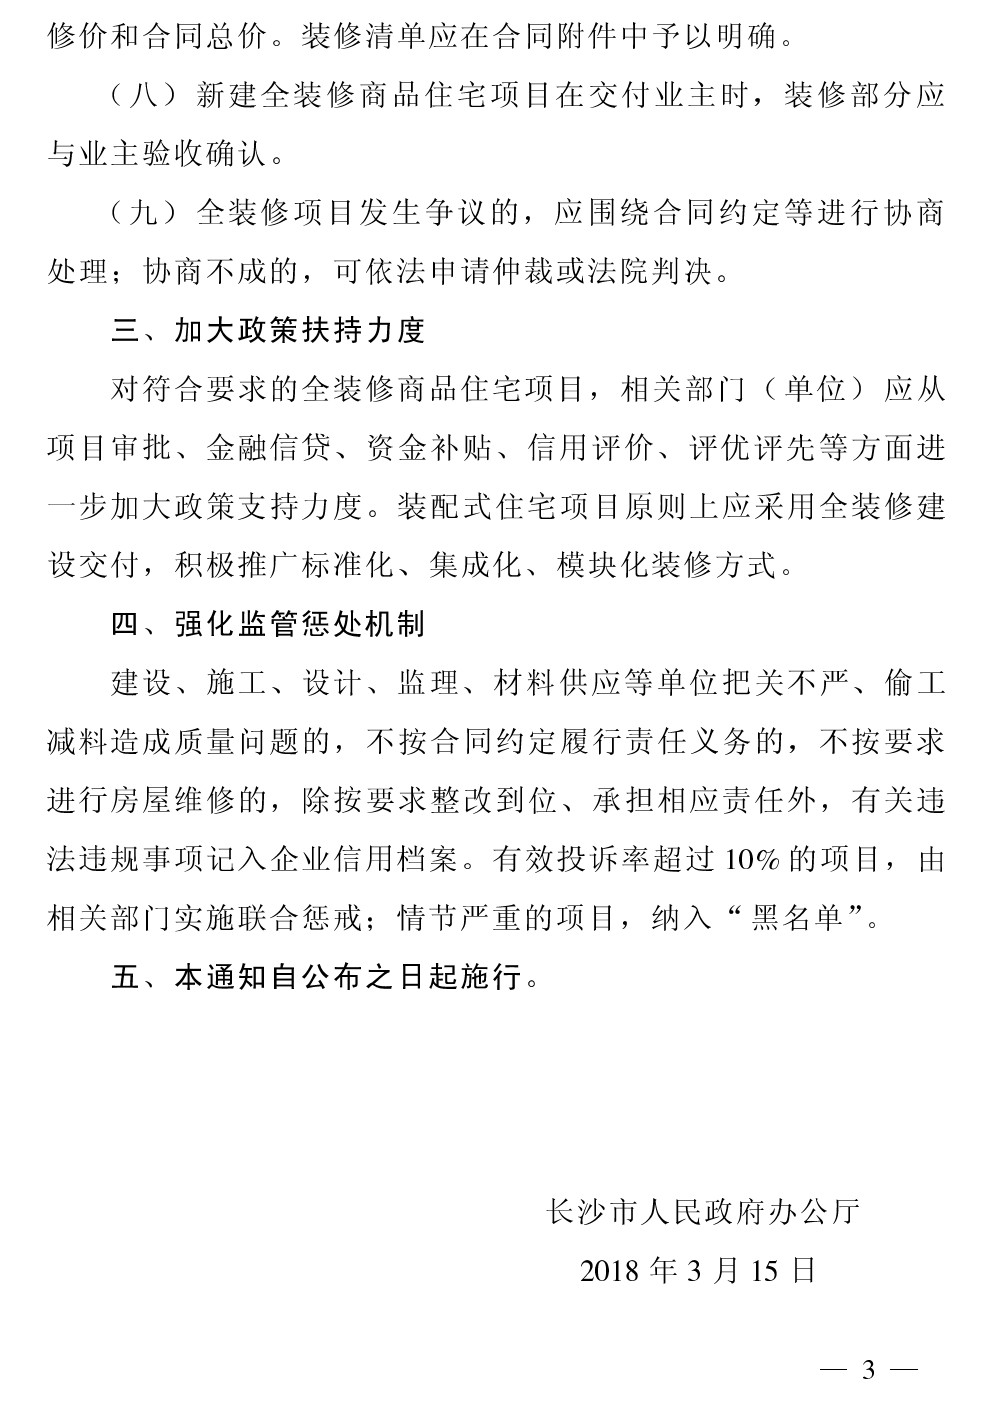 修价和合同总价。装修清单应在合同附件中予以明确。
（八）新建全装修商品住宅项目在交付业主时，装修部分应
与业主验收确认。
（九）全装修项目发生争议的，应围绕合同约定等进行协商
处理；协商不成的，可依法申请仲裁或法院判决。
三、加大政策扶持力度
对符合要求的全装修商品住宅项目，相关部门（单位）应从
项目审批、金融信贷、资金补贴、信用评价、评优评先等方面进
一步加大政策支持力度。装配式住宅项目原则上应采用全装修建
设交付，积极推广标准化、集成化、模块化装修方式。
四、强化监管惩处机制
建设、施工、设计、监理、材料供应等单位把关不严、偷工
减料造成质量问题的，不按合同约定履行责任义务的，不按要求
进行房屋维修的，除按要求整改到位、承担相应责任外，有关违
法违规事项记入企业信用档案。有效投诉率超过10%的项目，由
相关部门实施联合惩戒；情节严重的项目，纳入“黑名单”。
五、本通知自公布之日起施行。
长沙市人民政府办公厅
2018年3月15日
— 3 —